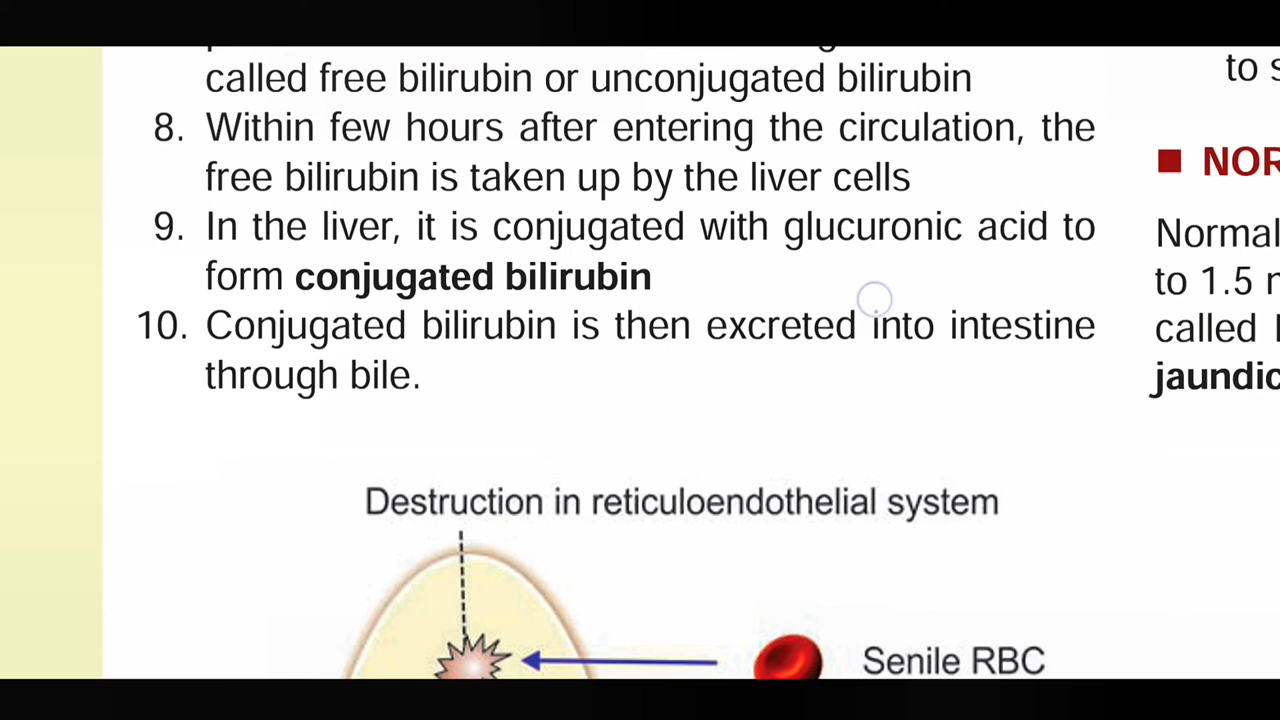 called free bilirubin or unconjugated bilirubin
8. Within few hours after entering the circulation, the
free bilirubin is taken up by the liver cells
9. In the liver, it is conjugated with glucuronic acid to
form conjugated bilirubin
10. Conjugated bilirubin is then excreted into intestine
through bile.
Destruction in reticuloendothelial system
Senile RBC
to
Normal
to 1.5
called